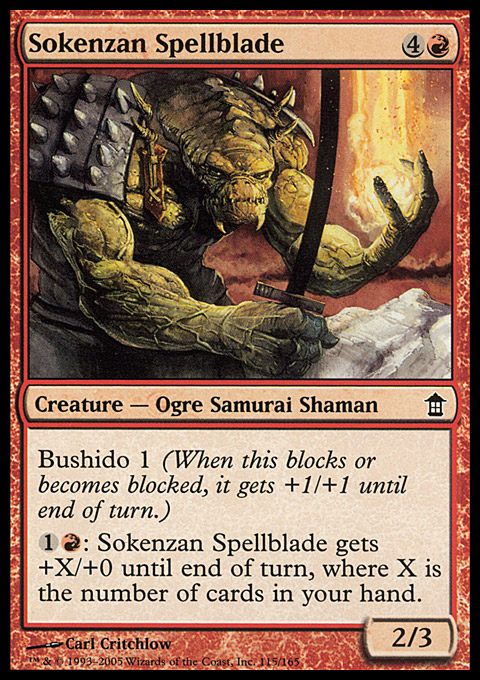 Sokenzan Spellblade 4
Creature — Ogre Samurai Shaman
Bushido 1 (When this blocks or
becomes blocked, it gets +1/+1 until
end of turn.)
1 : Sokenzan Spellblade gets
+X/+0 until end of turn, where X is
the number of cards in your hand.
Carl Critchlow
2/3
™ & © 1993–2005 Wizards of the Coast, Inc. 115/165